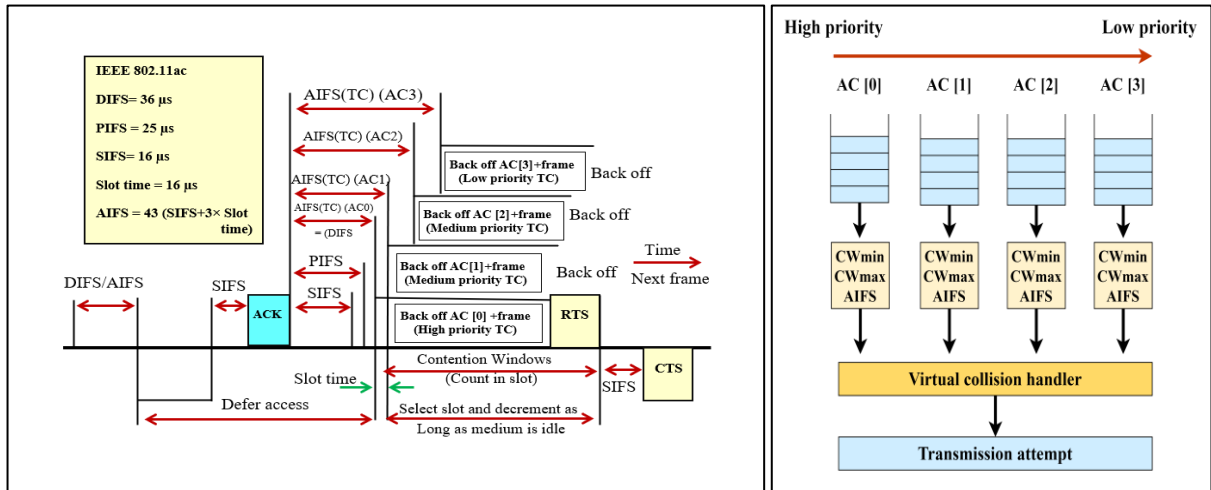 IEEE 802.11ac
DIFS= 36 µs
PIFS = 25 µs
SIFS= 16 µs
Slot time = 16 µs
AIFS = 43 (SIFS+3× Slot
time)
AIFS(TC) (AC3)
AIFS(TC) (AC2)
AIFS(TC) (AC1)
AIFS(TC) (AC0)
= (DIFS
PIFS
SIFS
Back off AC[3]+frame
(Low priority TC)
Back off
Back off AC [2]+frame
(Medium priority TC)
Back off
Back off AC[1]+frame
(Medium priority TC)
Back off
Back off AC [0] +frame
(High priority TC)
Time
Next frame
DIFS/AIFS
SIFS
ACK
RTS
CTS
Contention Windows
(Count in slot)
SIFS
Slot time
Defer access
Select slot and decrement as
Long as medium is idle
High priority
Low priority
AC [0]
AC [1]
AC [2]
AC [3]
CWmin
CWmax
AIFS
CWmin
CWmax
AIFS
CWmin
CWmax
AIFS
CWmin
CWmax
AIFS
Virtual collision handler
Transmission attempt